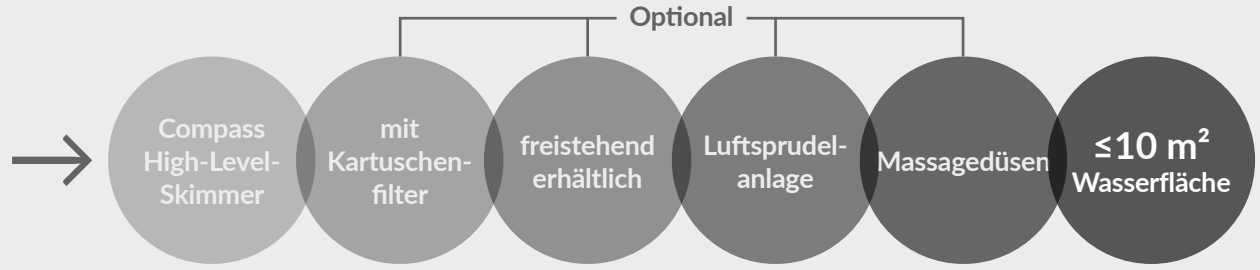 Optional
Compass
High-Level-
Skimmer
mit
Kartuschen-
filter
freistehend
erhältlich
Luftsprudel-
anlage
Massagedüsen
≤10 m²
Wasserfläche